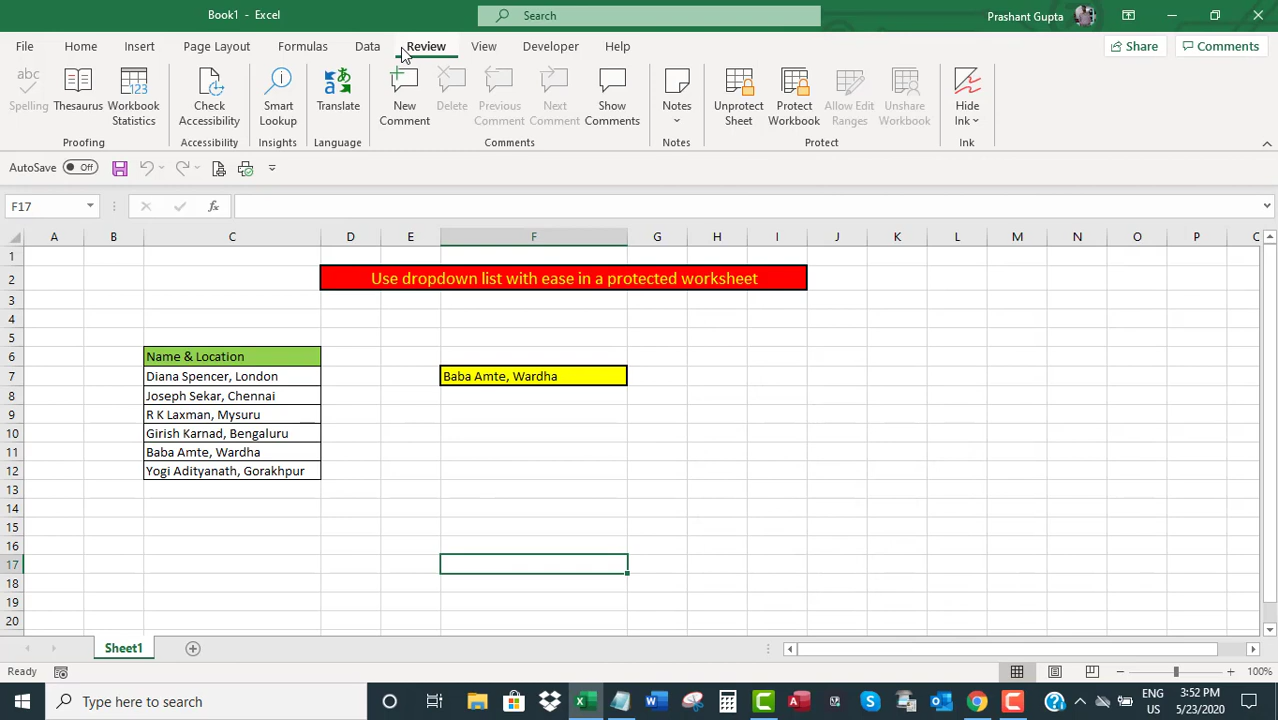 Book1 - Excel
Search
Prashant Gupta
File Home Insert Page Layout Formulas Data Review View Developer Help
Share Comments
Spelling Thesaurus Workbook Statistics
Check Accessibility
Smart Lookup
Translate
New Comment Delete Previous Comment Next Comment Show Comments
Notes
Unprotect Sheet Protect Workbook Allow Edit Ranges Unshare Workbook
Hide Ink
Proofing Accessibility Insights Language Comments Notes Protect Ink
AutoSave Off
F17
A B C D E F G H I J K L M N O P C
1
2 Use dropdown list with ease in a protected worksheet
3
4
5
6 Name & Location
7 Diana Spencer, London Baba Amte, Wardha
8 Joseph Sekar, Chennai
9 R K Laxman, Mysuru
10 Girish Karnad, Bengaluru
11 Baba Amte, Wardha
12 Yogi Adityanath, Gorakhpur
13
14
15
16
17
18
19
20
Sheet1
Ready 100%
Type here to search
ENG
US
3:52 PM
5/23/2020